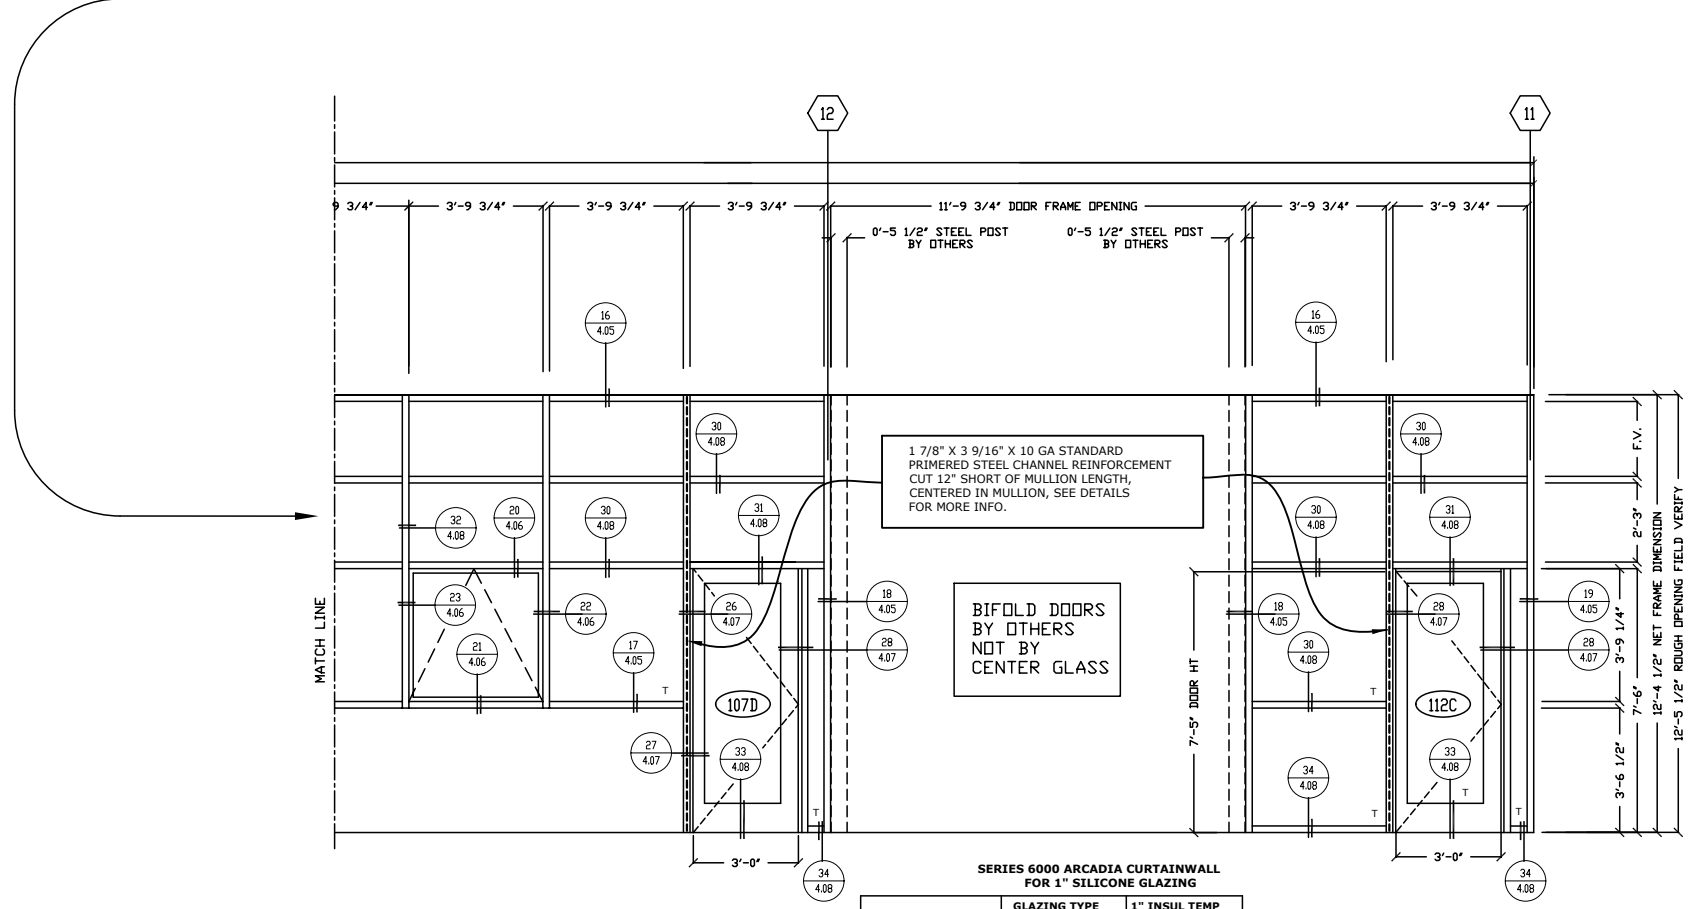 12
11
9 3/4"
3'-9 3/4"
3'-9 3/4"
3'-9 3/4"
11'-9 3/4" DOOR FRAME OPENING
3'-9 3/4"
3'-9 3/4"
0'-5 1/2" STEEL POST
BY OTHERS
0'-5 1/2" STEEL POST
BY OTHERS
16
4.05
16
4.05
30
4.08
30
4.08
1 7/8" X 3 9/16" X 10 GA STANDARD
PRIMERED STEEL CHANNEL REINFORCEMENT
CUT 12" SHORT OF MULLION LENGTH,
CENTERED IN MULLION, SEE DETAILS
FOR MORE INFO.
32
4.08
20
4.06
30
4.08
31
4.08
30
4.08
31
4.08
23
4.06
22
4.06
26
4.07
18
4.05
18
4.05
28
4.07
19
4.05
21
4.06
17
4.05
28
4.07
30
4.08
28
4.07
BIFOLD DOORS
BY OTHERS
NOT BY
CENTER GLASS
MATCH LINE
T
T
107D
112C
27
4.07
33
4.08
33
4.08
34
4.08
T
T
T
7'-5" DOOR HT
F.V.
2'-3"
3'-9 1/4"
3'-6 1/2"
7'-6"
12'-4 1/2" NET FRAME DIMENSION
12'-5 1/2" ROUGH OPENING FIELD VERIFY
3'-0"
3'-0"
34
4.08
34
4.08
SERIES 6000 ARCADIA CURTAINWALL
FOR 1" SILICONE GLAZING
GLAZING TYPE
1" INSUL TEMP